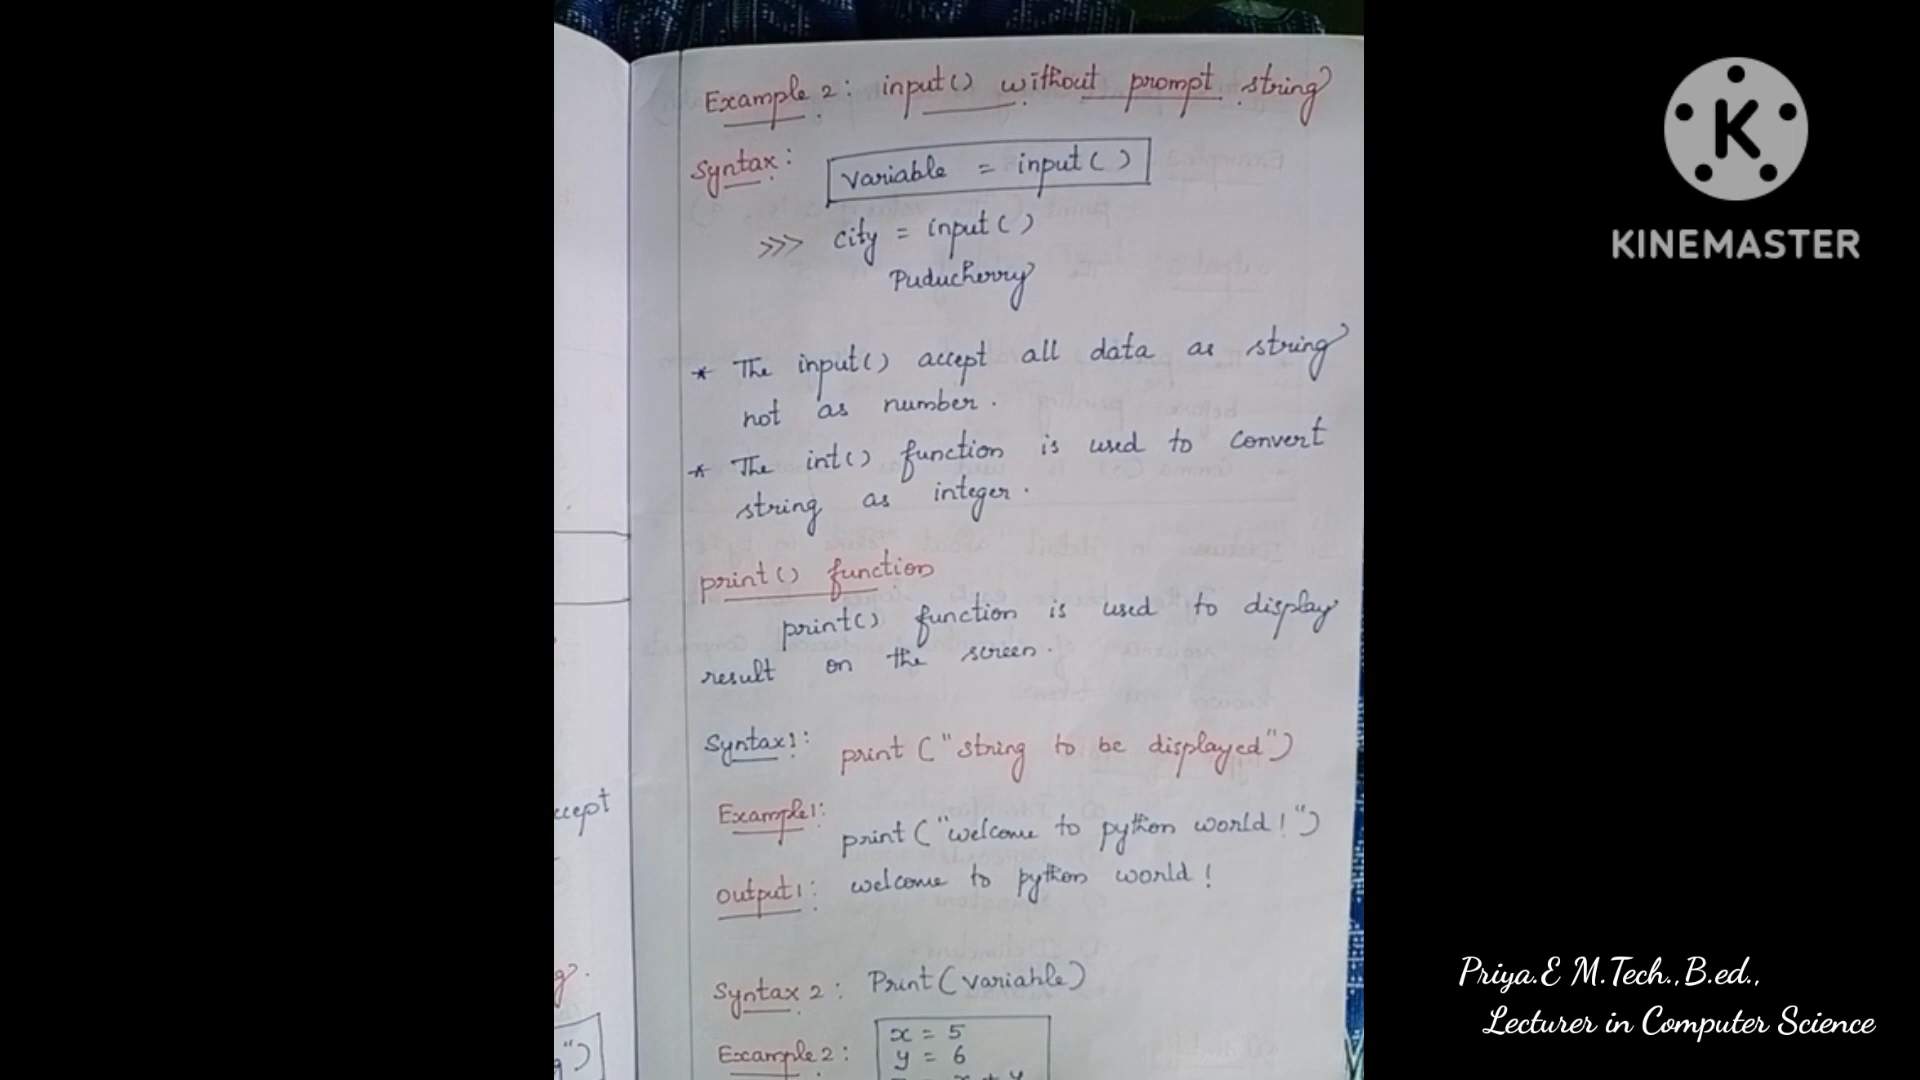 Example 2: input() without prompt string
Syntax:
variable = input()
>>> city = input()
Puducherry
* The input() accept all data as string
not as number.
* The int() function is used to convert
string as integer.
print() function
print() function is used to display
result on the screen.
Syntax1: print ("string to be displayed")
Example1:
print ("welcome to python world!")
output1: welcome to python world!
Syntax 2: Print (variable)
Example 2:
x = 5
y = 6
x + y
ccept
g.
g")
K
KINEMASTER
Priya.E M.Tech.,B.ed.,
Lecturer in Computer Science